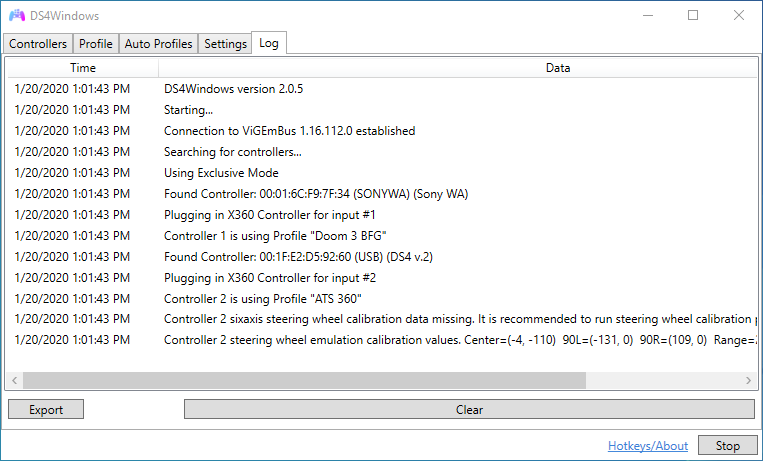 DS4Windows
Controllers Profile Auto Profiles Settings Log
Time Data
1/20/2020 1:01:43 PM DS4Windows version 2.0.5
1/20/2020 1:01:43 PM Starting...
1/20/2020 1:01:43 PM Connection to ViGEmBus 1.16.112.0 established
1/20/2020 1:01:43 PM Searching for controllers...
1/20/2020 1:01:43 PM Using Exclusive Mode
1/20/2020 1:01:43 PM Found Controller: 00:01:6C:F9:7F:34 (SONYWA) (Sony WA)
1/20/2020 1:01:43 PM Plugging in X360 Controller for input #1
1/20/2020 1:01:43 PM Controller 1 is using Profile "Doom 3 BFG"
1/20/2020 1:01:43 PM Found Controller: 00:1F:E2:D5:92:60 (USB) (DS4 v.2)
1/20/2020 1:01:43 PM Plugging in X360 Controller for input #2
1/20/2020 1:01:43 PM Controller 2 is using Profile "ATS 360"
1/20/2020 1:01:43 PM Controller 2 sixaxis steering wheel calibration data missing. It is recommended to run steering wheel calibration
1/20/2020 1:01:43 PM Controller 2 steering wheel emulation calibration values. Center=(-4, -110) 90L=(-131, 0) 90R=(109, 0) Range=
Export Clear
Hotkeys/About Stop